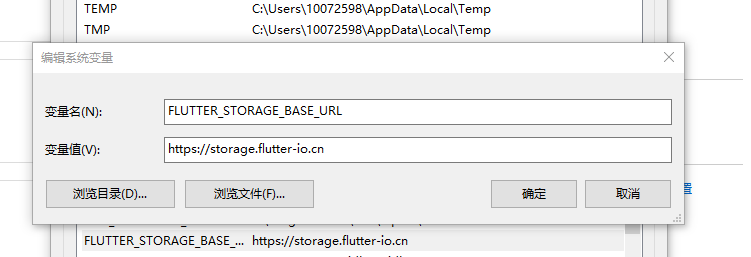 TEMP C:\Users\10072598\AppData\Local\Temp
TMP C:\Users\10072598\AppData\Local\Temp
编辑系统变量
变量名(N): FLUTTER_STORAGE_BASE_URL
变量值(V): https://storage.flutter-io.cn
浏览目录(D)... 浏览文件(F)... 确定 取消
置
FLUTTER_STORAGE_BASE_... https://storage.flutter-io.cn